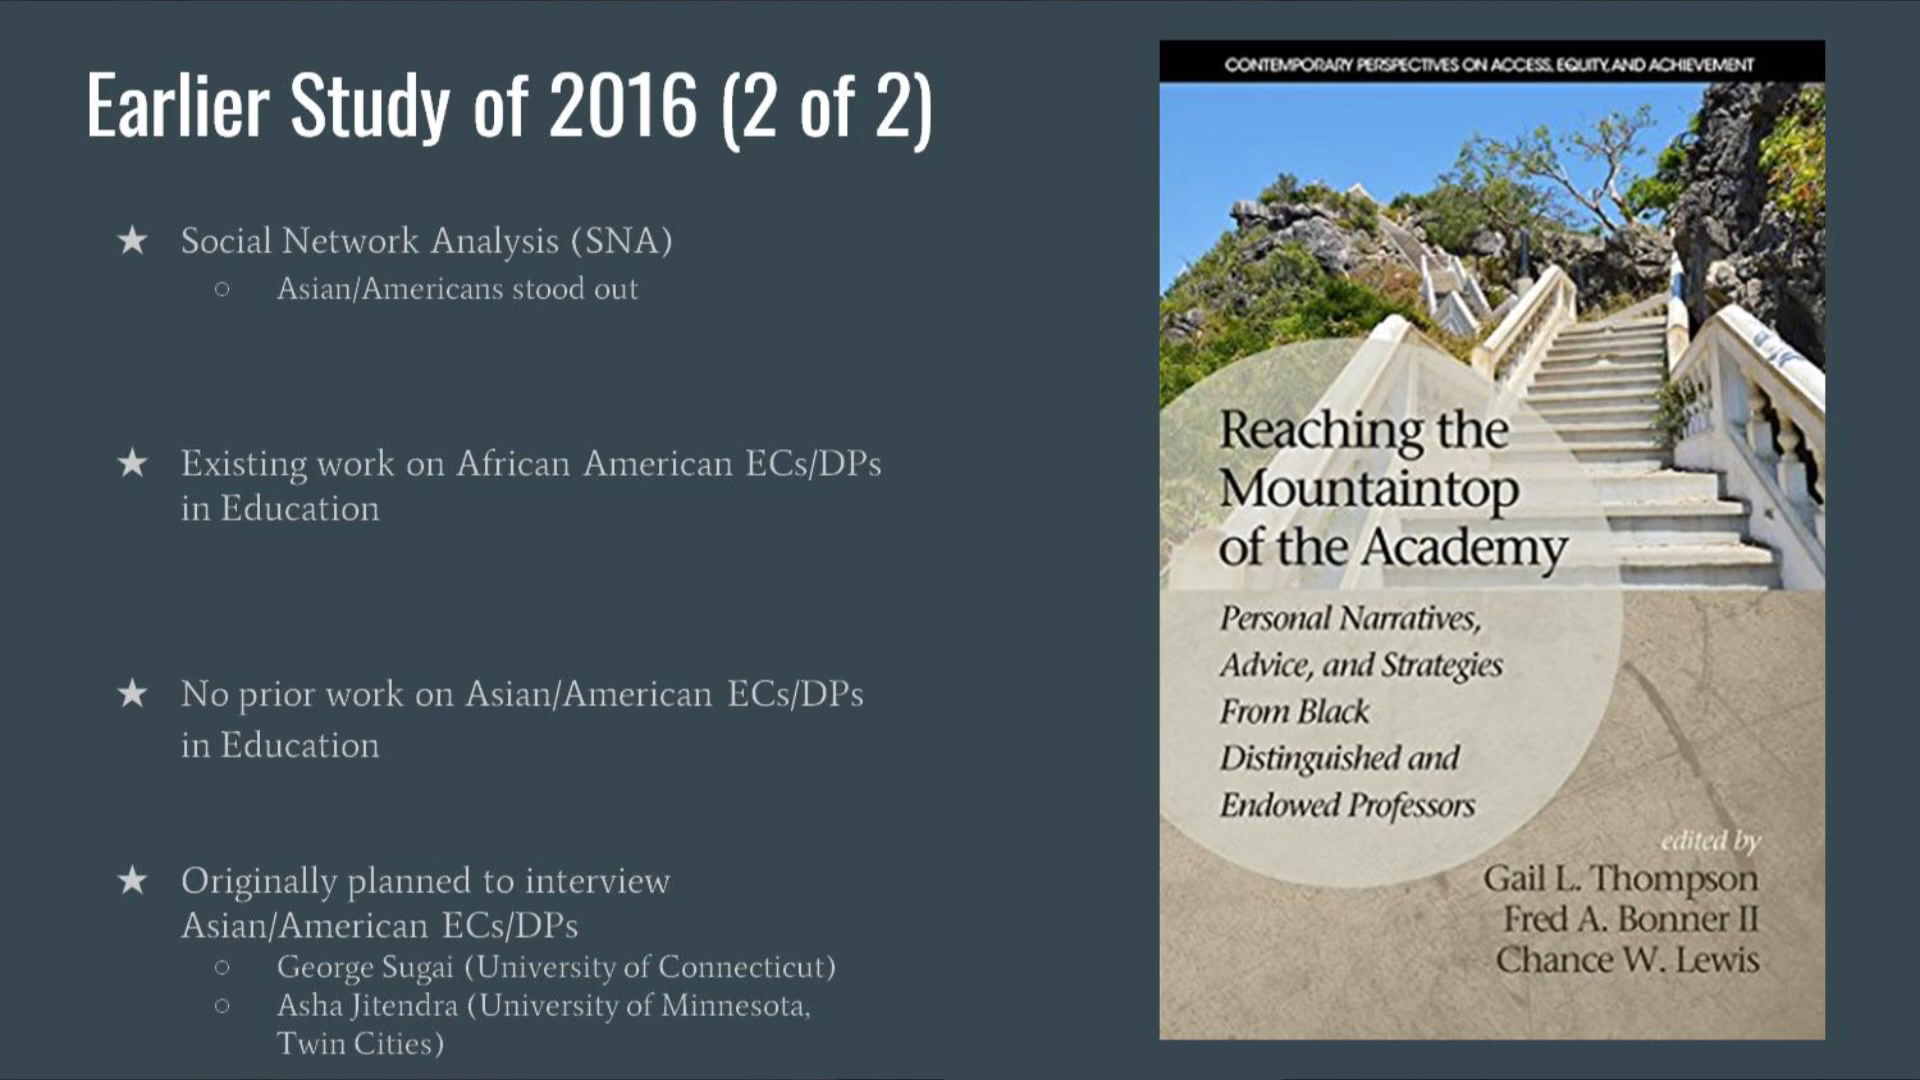 Earlier Study of 2016 (2 of 2)
★ Social Network Analysis (SNA)
○ Asian/Americans stood out
★ Existing work on African American ECs/DPs
in Education
★ No prior work on Asian/American ECs/DPs
in Education
★ Originally planned to interview
Asian/American ECs/DPs
○ George Sugai (University of Connecticut)
○ Asha Jitendra (University of Minnesota,
Twin Cities)
CONTEMPORARY PERSPECTIVES ON ACCESS, EQUITY, AND ACHIEVEMENT
Reaching the
Mountaintop
of the Academy
Personal Narratives,
Advice, and Strategies
From Black
Distinguished and
Endowed Professors
edited by
Gail L. Thompson
Fred A. Bonner II
Chance W. Lewis